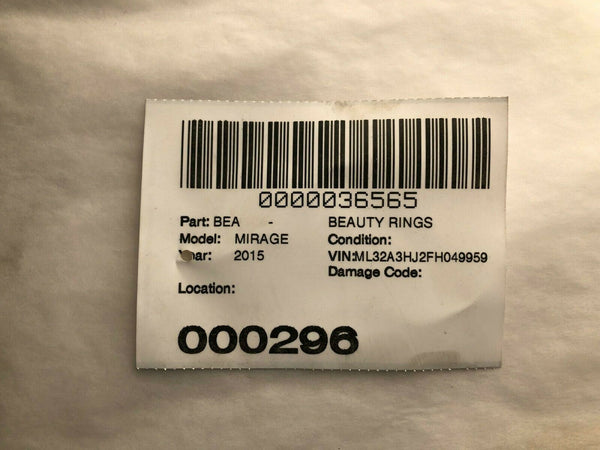 0000036565
Part: BEA - BEAUTY RINGS
Model: MIRAGE Condition:
ar: 2015 VIN:ML32A3HJ2FH049959
Damage Code:
Location:
000296